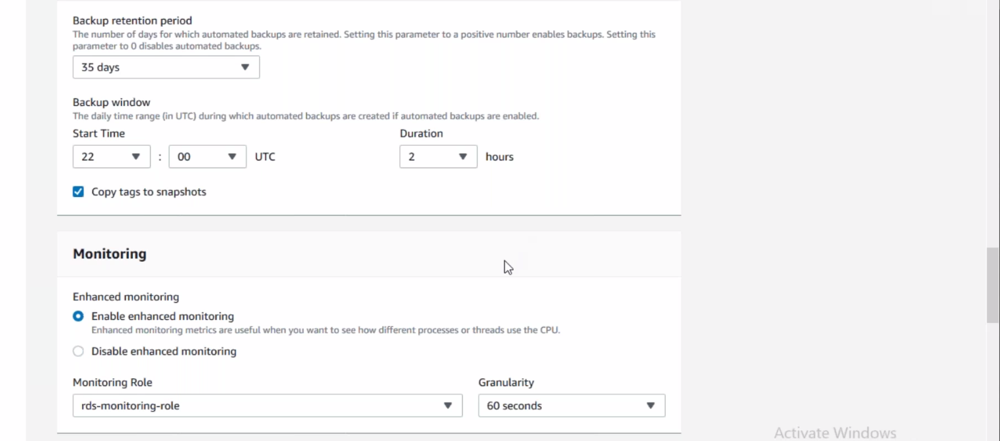 Backup retention period
The number of days for which automated backups are retained. Setting this parameter to a positive number enables backups. Setting this
parameter to 0 disables automated backups.
35 days
Backup window
The daily time range (in UTC) during which automated backups are created if automated backups are enabled.
Start Time Duration
22 : 00 UTC 2 hours
Copy tags to snapshots
Monitoring
Enhanced monitoring
Enable enhanced monitoring
Enhanced monitoring metrics are useful when you want to see how different processes or threads use the CPU.
Disable enhanced monitoring
Monitoring Role Granularity
rds-monitoring-role 60 seconds
Activate Windows